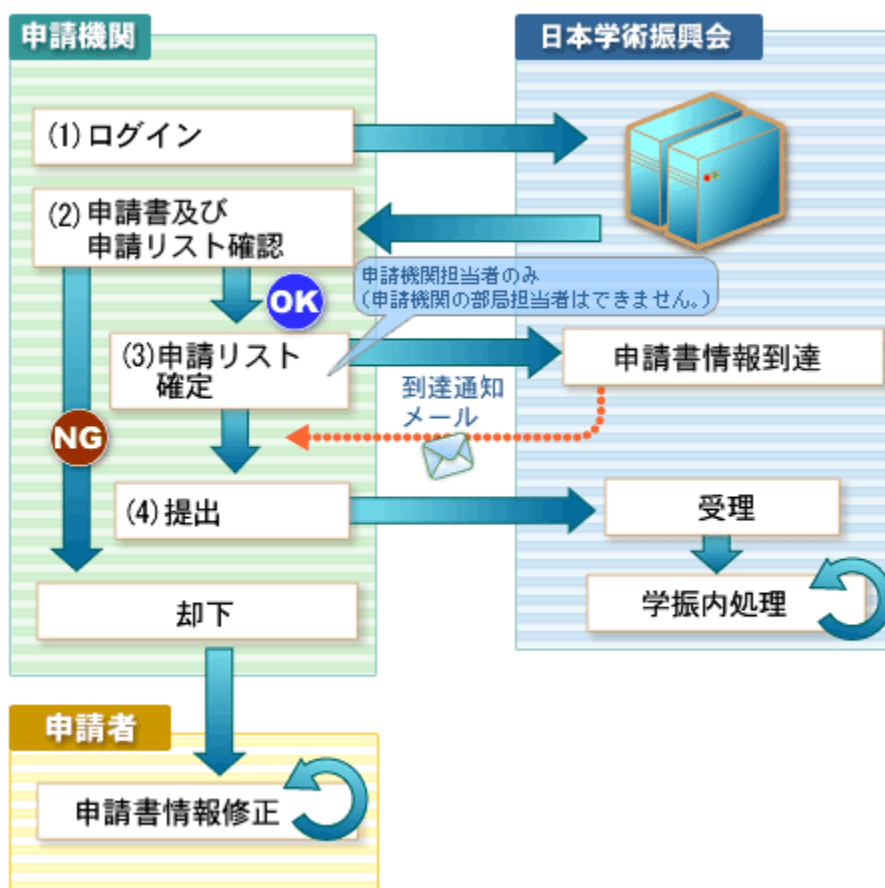 申請機関
日本学術振興会
(1)ログイン
(2)申請書及び
申請リスト確認
OK
申請機関担当者のみ
(申請機関の部局担当者はできません。)
(3)申請リスト
確定
申請書情報到達
到達通知
メール
NG
(4)提出
受理
却下
学振内処理
申請者
申請書情報修正